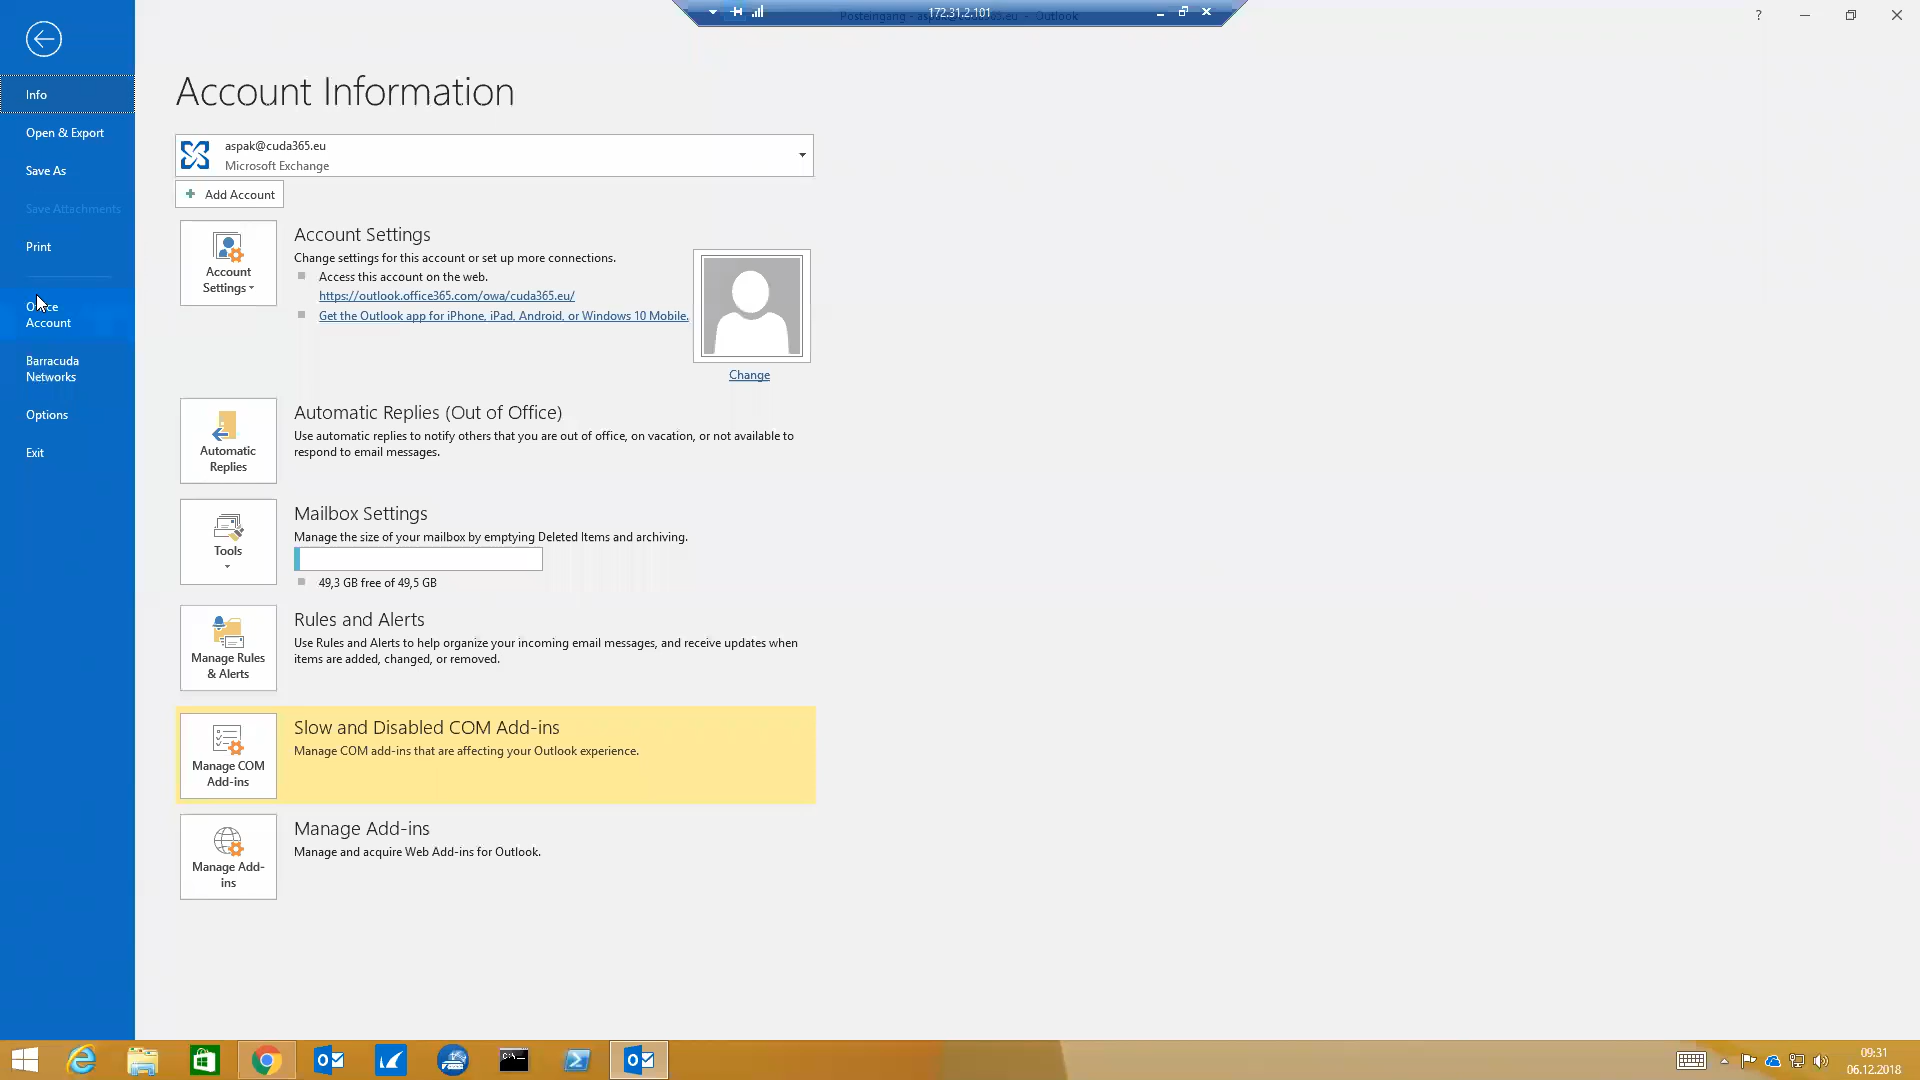 172.31.2.101
Posteingang - aspak@cuda365.eu - Outlook
?
Info
Open & Export
Save As
Save Attachments
Print
Office
Account
Barracuda
Networks
Options
Exit
Account Information
aspak@cuda365.eu
Microsoft Exchange
Add Account
Account
Settings
Account Settings
Change settings for this account or set up more connections.
Access this account on the web.
https://outlook.office365.com/owa/cuda365.eu/
Get the Outlook app for iPhone, iPad, Android, or Windows 10 Mobile.
Change
Automatic
Replies
Automatic Replies (Out of Office)
Use automatic replies to notify others that you are out of office, on vacation, or not available to
respond to email messages.
Tools
Mailbox Settings
Manage the size of your mailbox by emptying Deleted Items and archiving.
49,3 GB free of 49,5 GB
Manage Rules
& Alerts
Rules and Alerts
Use Rules and Alerts to help organize your incoming email messages, and receive updates when
items are added, changed, or removed.
Manage COM
Add-ins
Slow and Disabled COM Add-ins
Manage COM add-ins that are affecting your Outlook experience.
Manage Add-
ins
Manage Add-ins
Manage and acquire Web Add-ins for Outlook.
09:31
06.12.2018